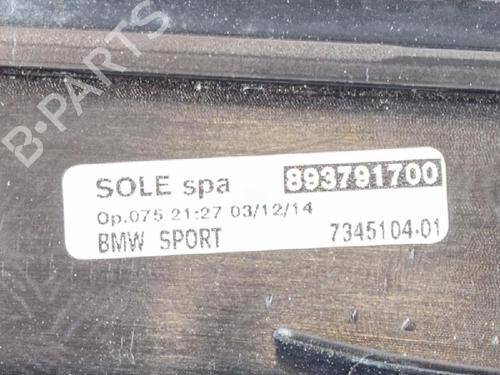 B-PARTS
SOLE spa 893791700
Op.075 21:27 03/12/14
BMW SPORT 7345104-01